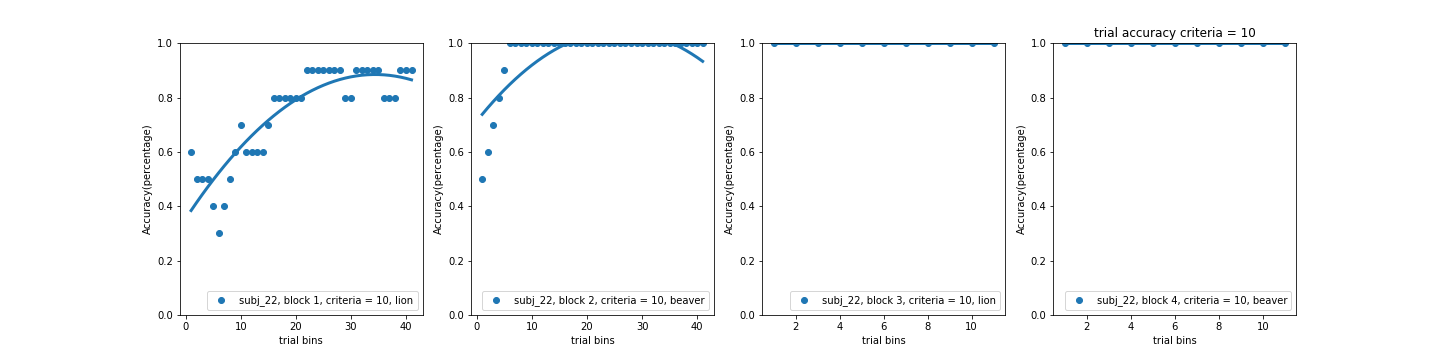 trial accuracy criteria = 10
1.0
0.8
0.6
0.4
0.2
0.0
Accuracy(percentage)
subj_22, block 1, criteria = 10, lion
0 10 20 30 40
trial bins
1.0
0.8
0.6
0.4
0.2
0.0
Accuracy(percentage)
subj_22, block 2, criteria = 10, beaver
0 10 20 30 40
trial bins
1.0
0.8
0.6
0.4
0.2
0.0
Accuracy(percentage)
subj_22, block 3, criteria = 10, lion
2 4 6 8 10
trial bins
1.0
0.8
0.6
0.4
0.2
0.0
Accuracy(percentage)
subj_22, block 4, criteria = 10, beaver
2 4 6 8 10
trial bins